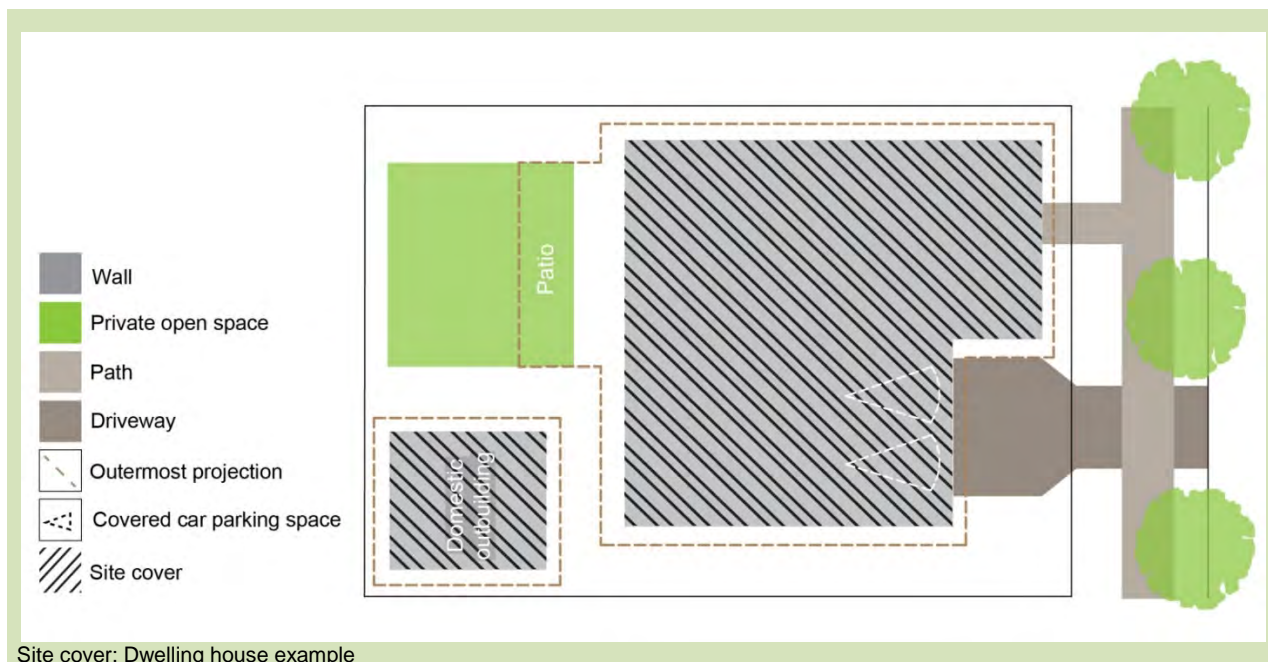 Wall
Private open space
Path
Driveway
Outermost projection
Covered car parking space
Site cover
Patio
Domestic
outbuilding
Site cover: Dwelling house example